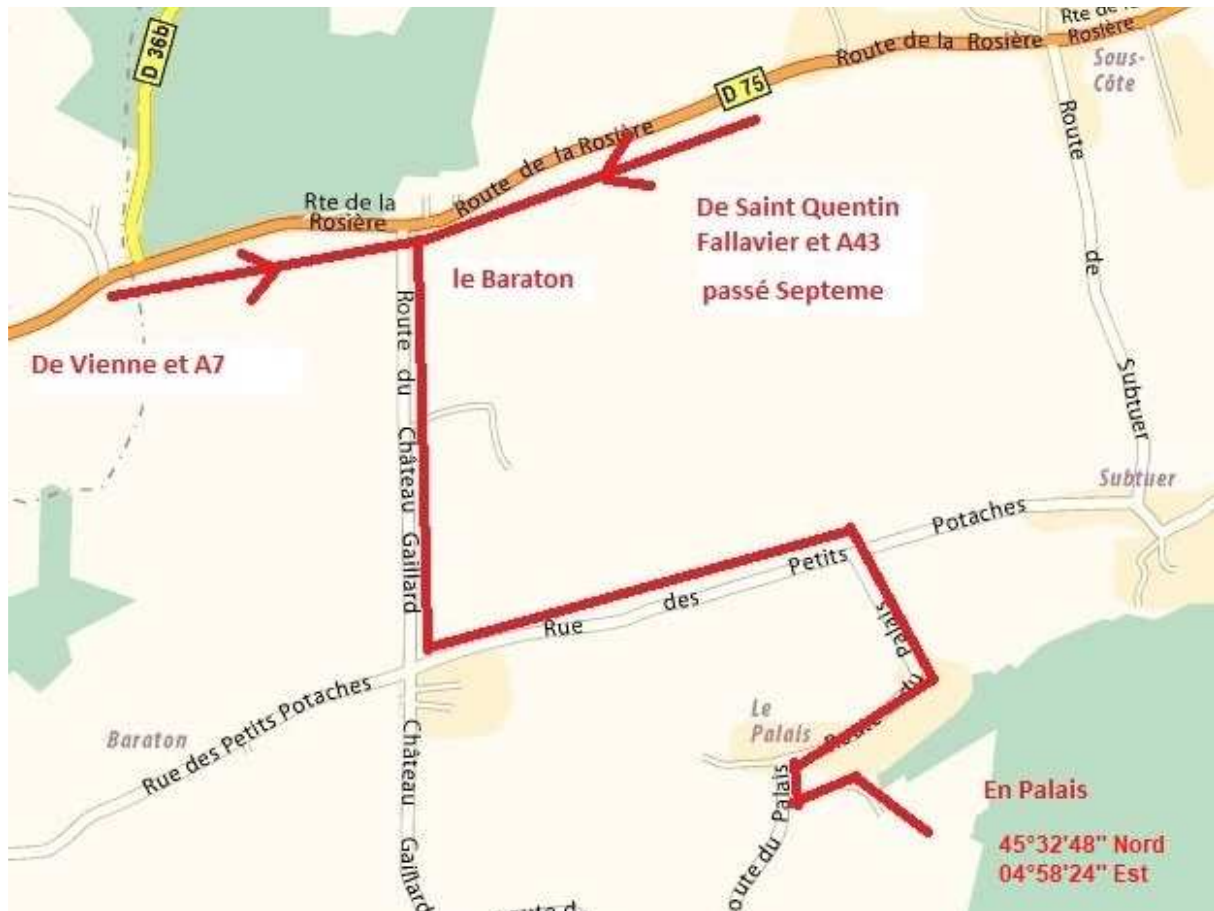 Rte de la
Rosière
D 36b
Route de la Rosière
Sous-
Côte
D 75
Route de la Rosière
Route de Subtuer
Rte de la
Rosière
De Saint Quentin
Fallavier et A43
passé Septeme
le Baraton
De Vienne et A7
Route du Château Gaillard
Subtuer
Rue des Petits Potaches
Route du Palais
Le
Palais
Baraton
Rue des Petits Potaches
Château Gaillard
Route du Palais
En Palais
45°32'48" Nord
04°58'24" Est